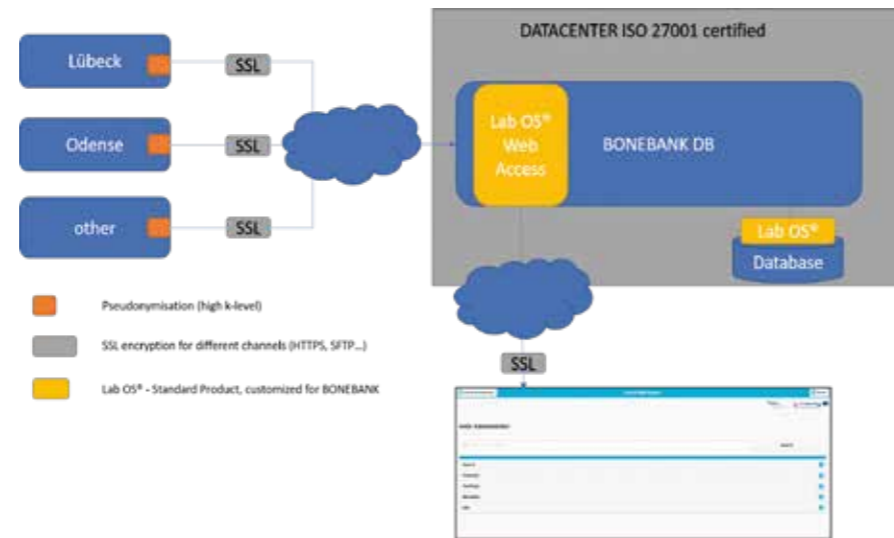 DATACENTER ISO 27001 certified
Lübeck
SSL
Odense
SSL
other
SSL
Lab OS®
Web
Access
BONEBANK DB
Lab OS®
Database
Pseudonymisation (high k-level)
SSL encryption for different channels (HTTPS, SFTP...)
Lab OS® - Standard Product, customized for BONEBANK
SSL